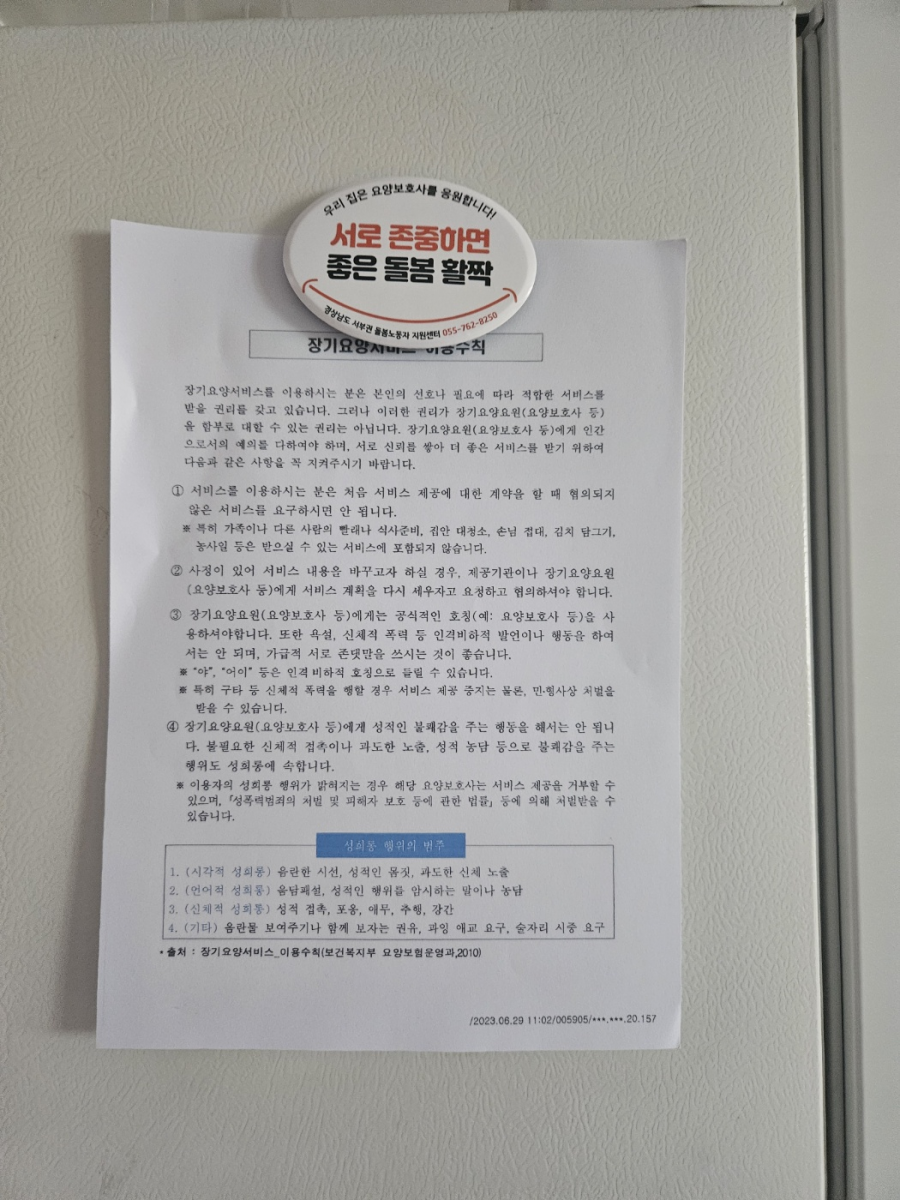 우리 집은 요양보호사를 응원합니다!
서로 존중하면
좋은 돌봄 활짝
경상남도 서부권 돌봄노동자 지원센터 055-762-8250
장기요양서비스 이용수칙
장기요양서비스를 이용하시는 분은 본인의 선호나 필요에 따라 적합한 서비스를
받을 권리를 갖고 있습니다. 그러나 이러한 권리가 장기요양요원(요양보호사 등)
을 함부로 대할 수 있는 권리는 아닙니다. 장기요양요원(요양보호사 등)에게 인간
으로서의 예의를 다하여야 하며, 서로 신뢰를 쌓아 더 좋은 서비스를 받기 위하여
다음과 같은 사항을 꼭 지켜주시기 바랍니다.
① 서비스를 이용하시는 분은 처음 서비스 제공에 대한 계약을 할 때 협의되지
않은 서비스를 요구하시면 안 됩니다.
※ 특히 가족이나 다른 사람의 빨래나 식사준비, 집안 대청소, 손님 접대, 김치 담그기,
농사일 등은 받으실 수 있는 서비스에 포함되지 않습니다.
② 사정이 있어 서비스 내용을 바꾸고자 하실 경우, 제공기관이나 장기요양요원
(요양보호사 등)에게 서비스 계획을 다시 세우자고 요청하고 협의하셔야 합니다.
③ 장기요양요원(요양보호사 등)에게는 공식적인 호칭(예: 요양보호사 등)을 사
용하셔야합니다. 또한 욕설, 신체적 폭력 등 인격비하적 발언이나 행동을 하여
서는 안 되며, 가급적 서로 존댓말을 쓰시는 것이 좋습니다.
※ "야", "어이" 등은 인격 비하적 호칭으로 들릴 수 있습니다.
※ 특히 구타 등 신체적 폭력을 행할 경우 서비스 제공 중지는 물론, 민·형사상 처벌을
받을 수 있습니다.
④ 장기요양요원(요양보호사 등)에게 성적인 불쾌감을 주는 행동을 해서는 안 됩니
다. 불필요한 신체적 접촉이나 과도한 노출, 성적 농담 등으로 불쾌감을 주는
행위도 성희롱에 속합니다.
※ 이용자의 성희롱 행위가 밝혀지는 경우 해당 요양보호사는 서비스 제공을 거부할 수
있으며, 「성폭력범죄의 처벌 및 피해자 보호 등에 관한 법률」 등에 의해 처벌받을 수
있습니다.
성희롱 행위의 범주
1. (시각적 성희롱) 음란한 시선, 성적인 몸짓, 과도한 신체 노출
2. (언어적 성희롱) 음담패설, 성적인 행위를 암시하는 말이나 농담
3. (신체적 성희롱) 성적 접촉, 포옹, 애무, 추행, 강간
4. (기타) 음란물 보여주기나 함께 보자는 권유, 과잉 애교 요구, 술자리 시중 요구
* 출처 : 장기요양서비스_이용수칙(보건복지부 요양보험운영과,2010)
/2023.06.29 11:02/005905/***.***.20.157